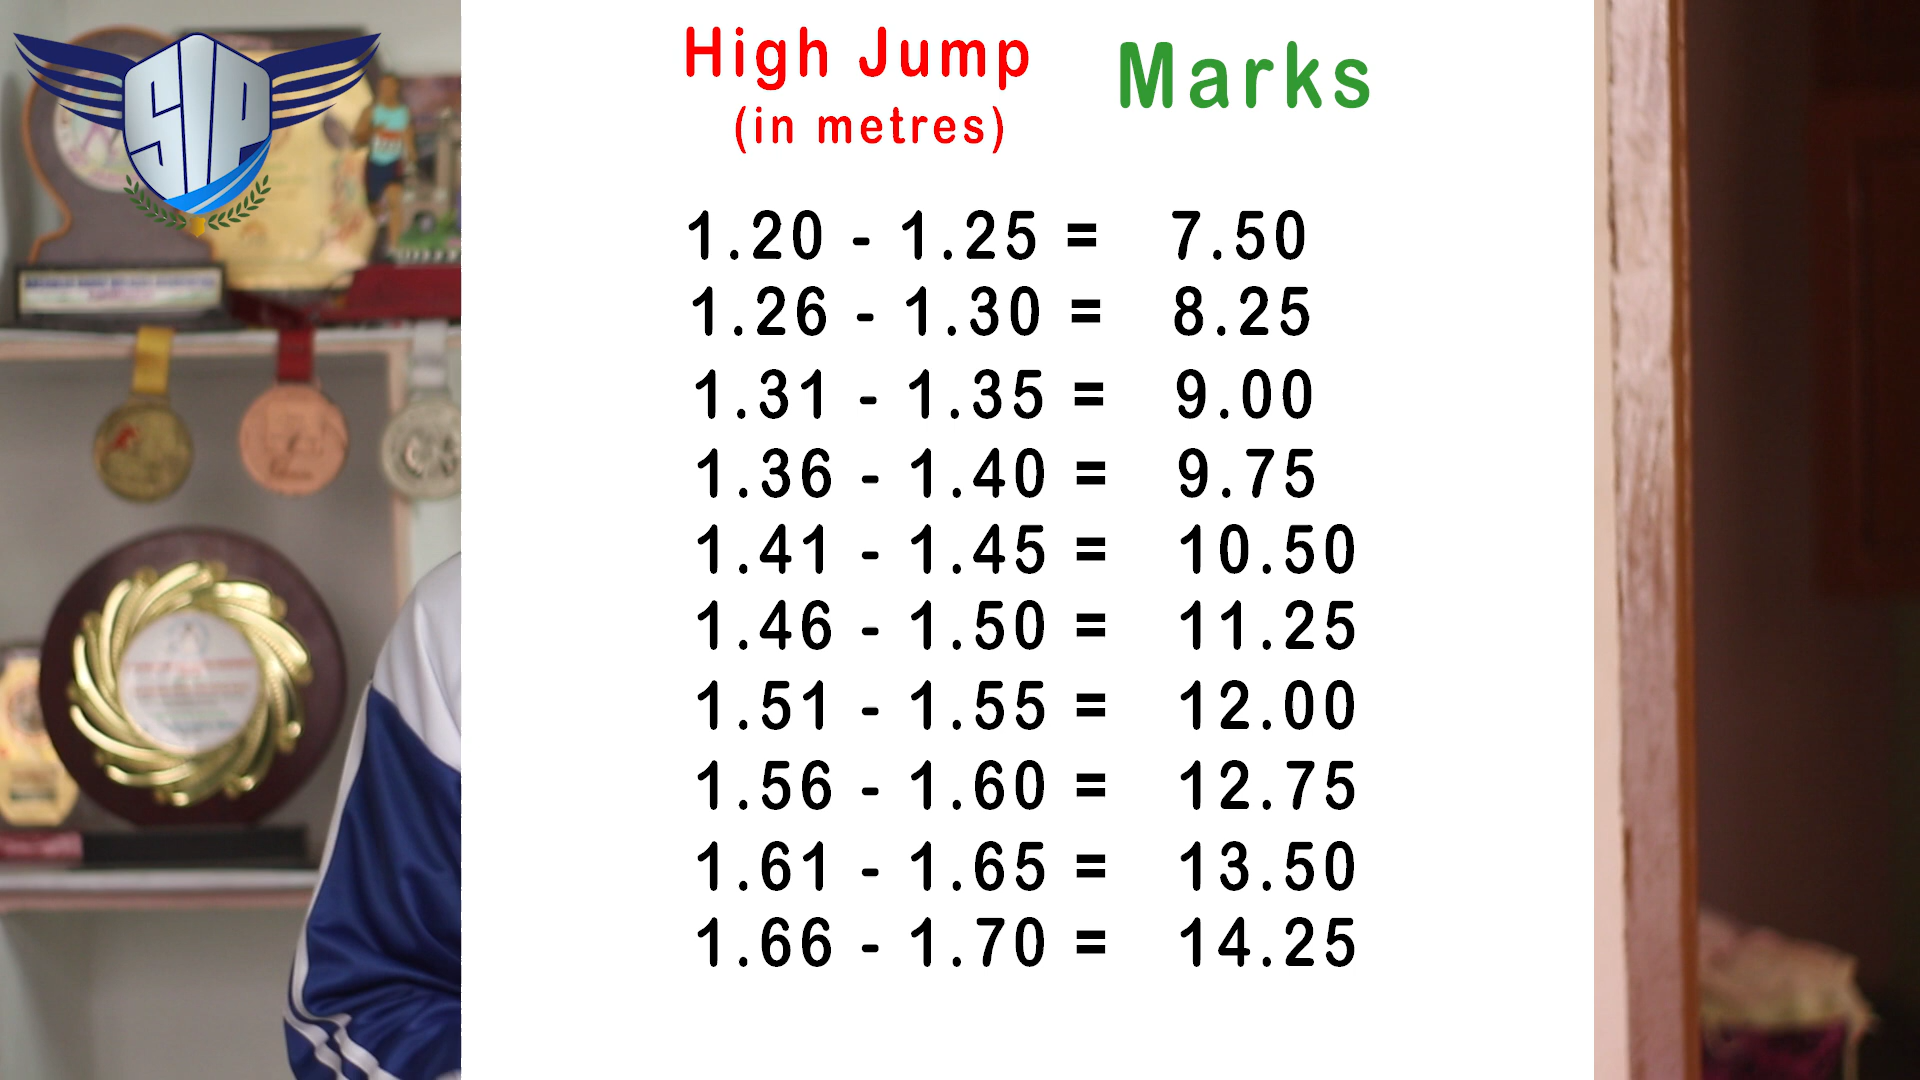 SIP
High Jump
(in metres)
Marks
1.20 - 1.25 = 7.50
1.26 - 1.30 = 8.25
1.31 - 1.35 = 9.00
1.36 - 1.40 = 9.75
1.41 - 1.45 = 10.50
1.46 - 1.50 = 11.25
1.51 - 1.55 = 12.00
1.56 - 1.60 = 12.75
1.61 - 1.65 = 13.50
1.66 - 1.70 = 14.25